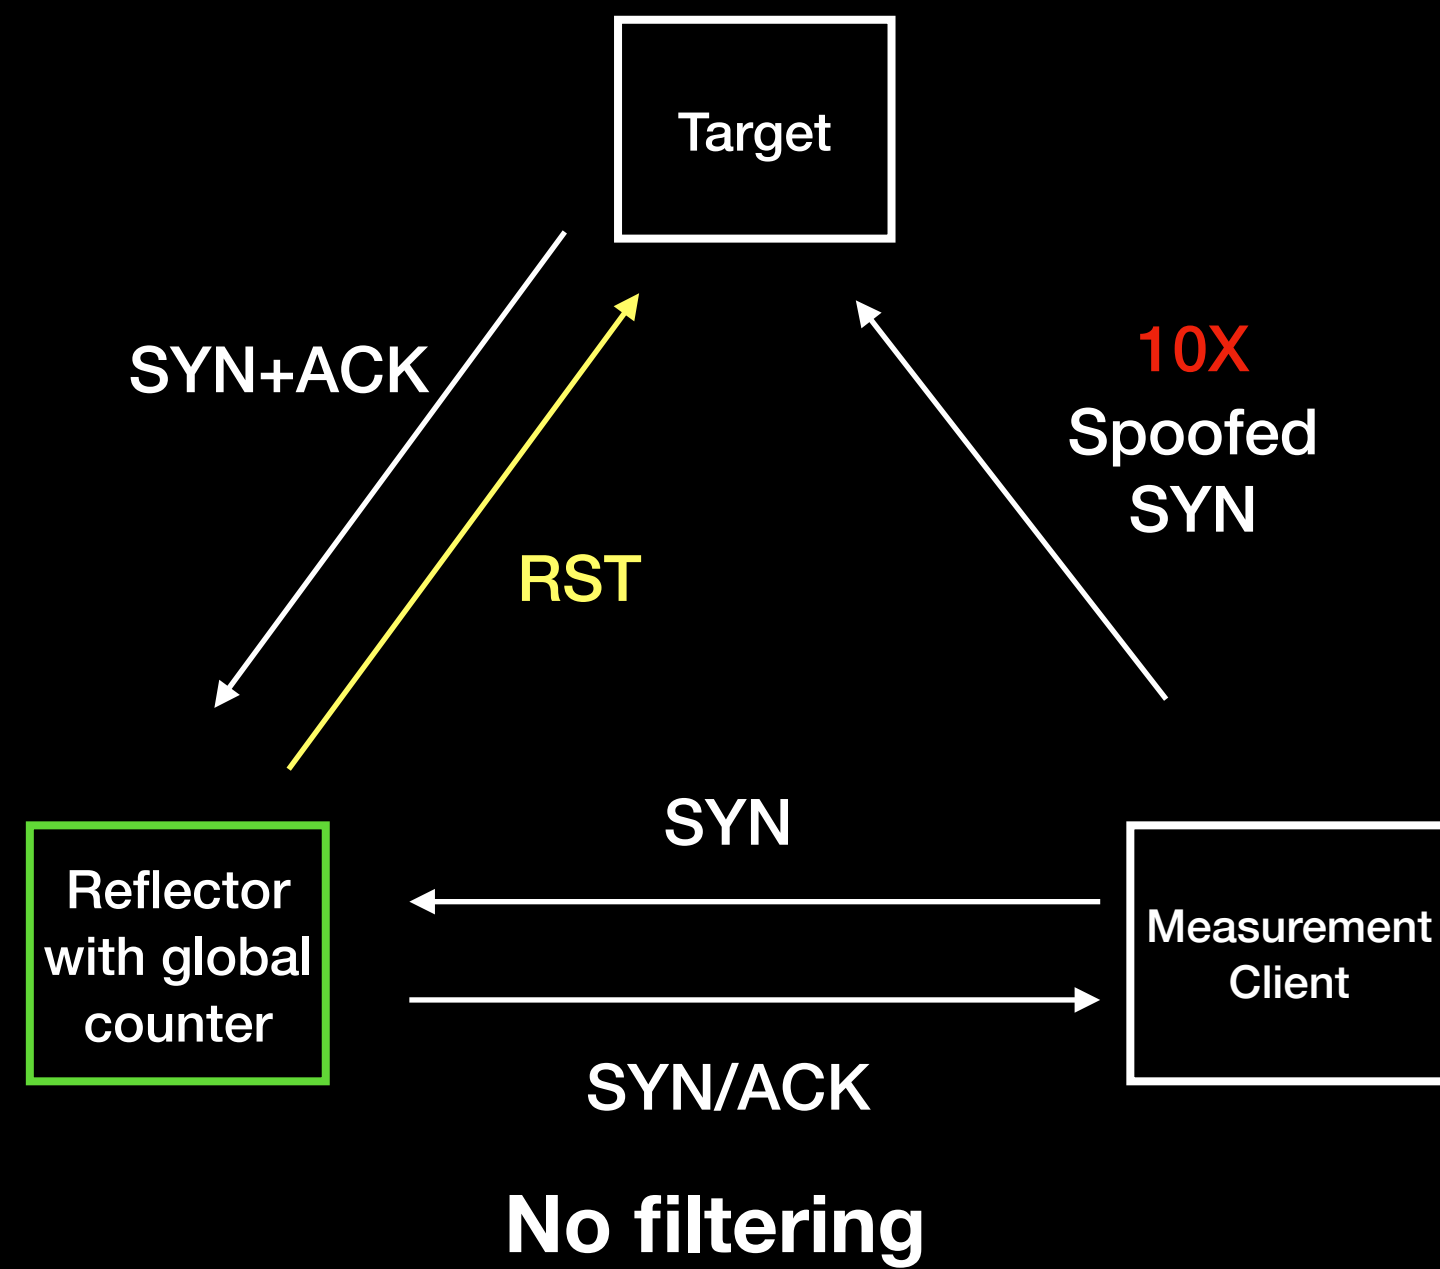 Target
SYN+ACK
10X
Spoofed
SYN
RST
SYN
Reflector
with global
counter
Measurement
Client
SYN/ACK
No filtering